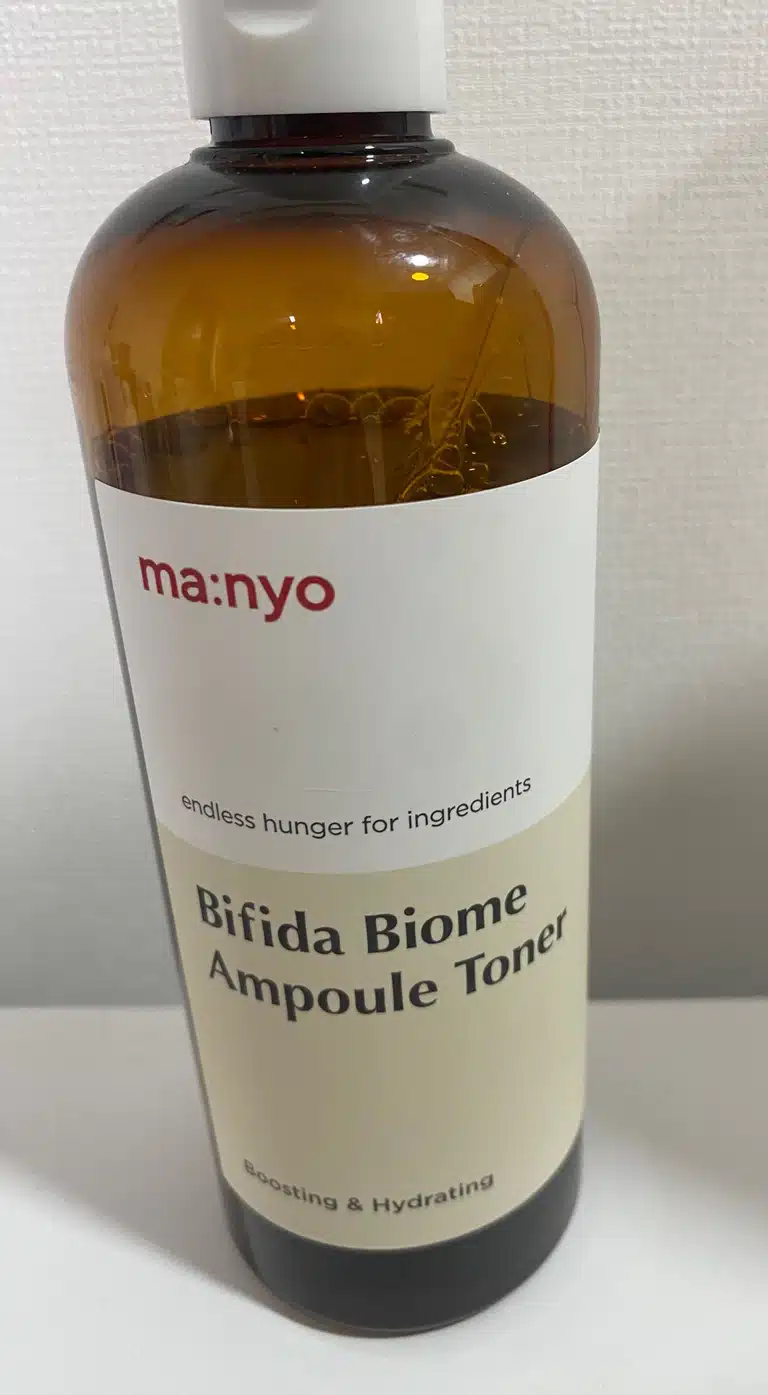 ma:nyo
endless hunger for ingredients
Bifida Biome
Ampoule Toner
Boosting & Hydrating